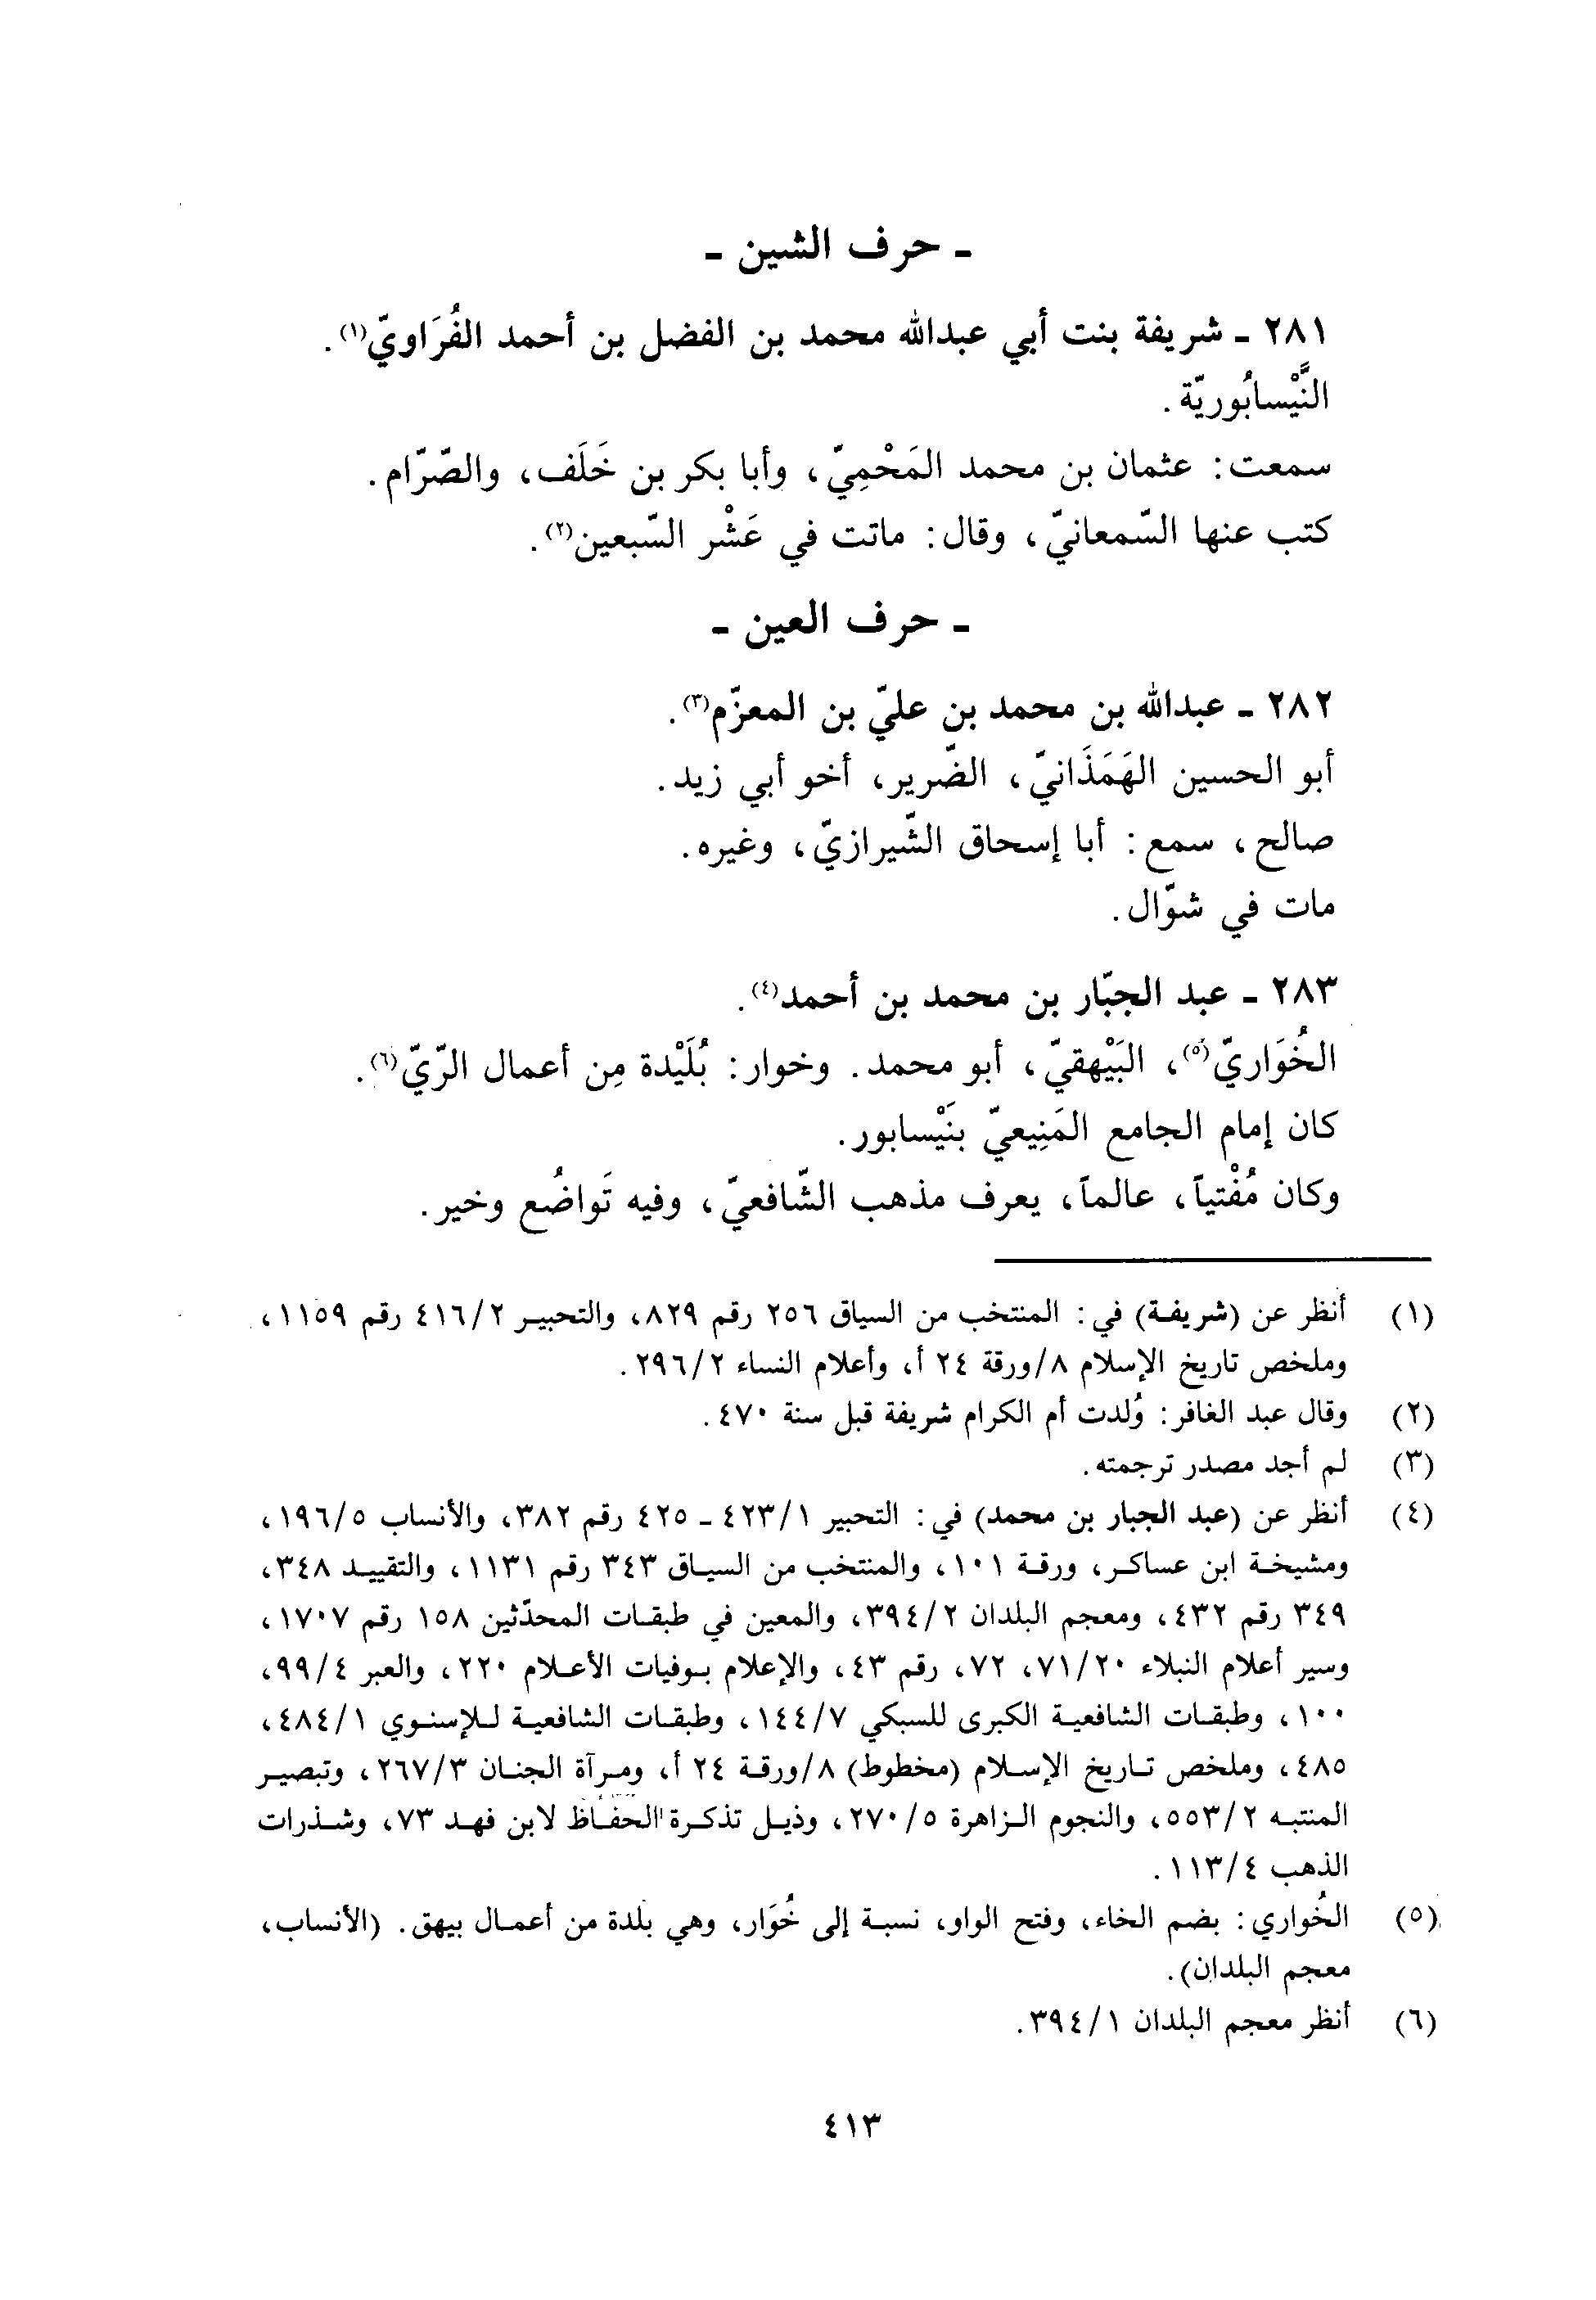 ـ حرف الشين ـ
٢٨١ ـ شريفة بنت أبي عبدالله محمد بن الفضل بن أحمد الفُرَاويّ(١).
النَّيْسابُوريّة.
سمعت: عثمان بن محمد المَحْمِيّ، وأبا بكر بن خَلَف، والصّرّام.
كتب عنها السّمعانيّ، وقال: ماتت في عَشْر السّبعين(٢).
ـ حرف العين ـ
٢٨٢ ـ عبدالله بن محمد بن عليّ بن المعزّم(٣).
أبو الحسين الهَمَذَانيّ، الضّرير، أخو أبي زيد.
صالح، سمع: أبا إسحاق الشّيرازيّ، وغيره.
مات في شوّال.
٢٨٣ ـ عبد الجبّار بن محمد بن أحمد(٤).
الخُوَاريّ(٥)، البَيْهقيّ، أبو محمد. وخوار: بُلَيْدة مِن أعمال الرّيّ(٦).
كان إمام الجامع المَنِيعيّ بنَيْسابور.
وكان مُفْتياً، عالماً، يعرف مذهب الشّافعيّ، وفيه تَواضُع وخير.
(١) أنظر عن (شريفة) في: المنتخب من السياق ٢٥٦ رقم ٨٢٩، والتحبير ٤١٦/٢ رقم ١١٥٩،
وملخص تاريخ الإسلام ٨/ورقة ٢٤ أ، وأعلام النساء ٢٩٦/٢.
(٢) وقال عبد الغافر: وُلدت أم الكرام شريفة قبل سنة ٤٧٠.
(٣) لم أجد مصدر ترجمته.
(٤) أنظر عن (عبد الجبار بن محمد) في: التحبير ٤٢٣/١ ـ ٤٢٥ رقم ٣٨٢، والأنساب ١٩٦/٥،
ومشيخة ابن عساكر، ورقة ١٠١، والمنتخب من السياق ٣٤٣ رقم ١١٣١، والتقييد ٣٤٨،
٣٤٩ رقم ٤٣٢، ومعجم البلدان ٣٩٤/٢، والمعين في طبقات المحدّثين ١٥٨ رقم ١٧٠٧،
وسير أعلام النبلاء ٧١/٢٠، ٧٢، رقم ٤٣، والإعلام بوفيات الأعلام ٢٢٠، والعبر ٩٩/٤،
١٠٠، وطبقات الشافعية الكبرى للسبكي ١٤٤/٧، وطبقات الشافعية للإسنوي ٤٨٤/١،
٤٨٥، وملخص تاريخ الإسلام (مخطوط) ٨/ورقة ٢٤ أ، ومرآة الجنان ٢٦٧/٣، وتبصير
المنتبه ٥٥٣/٢، والنجوم الزاهرة ٢٧٠/٥، وذيل تذكرة الحفّاظ لابن فهد ٧٣، وشذرات
الذهب ١١٣/٤.
(٥) الخُواري: بضم الخاء، وفتح الواو، نسبة إلى خُوَار، وهي بلدة من أعمال بيهق. (الأنساب،
معجم البلدان).
(٦) أنظر معجم البلدان ٣٩٤/١.
٤١٣